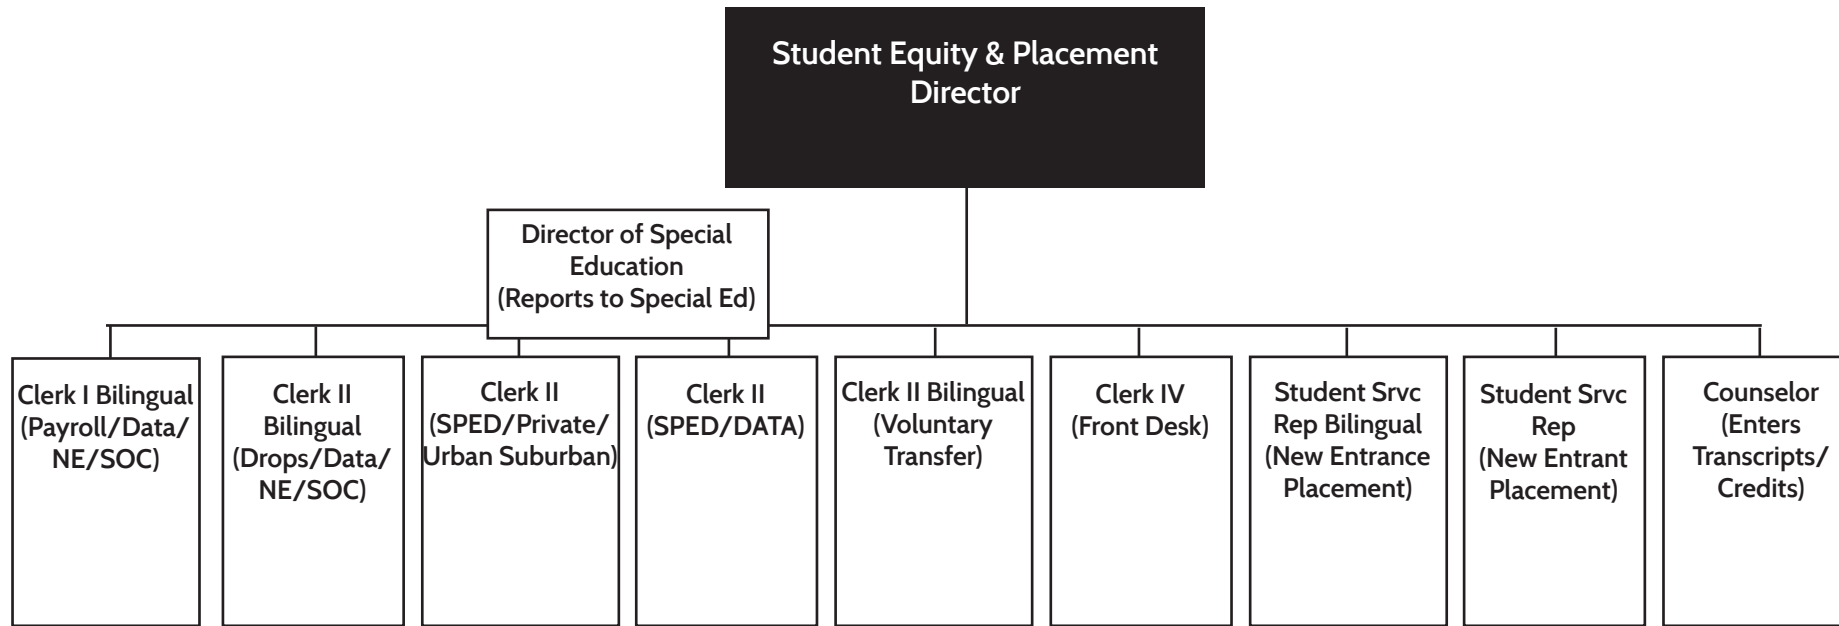 Student Equity & Placement
Director
Director of Special
Education
(Reports to Special Ed)
Clerk I Bilingual
(Payroll/Data/
NE/SOC)
Clerk II
Bilingual
(Drops/Data/
NE/SOC)
Clerk II
(SPED/Private/
Urban Suburban)
Clerk II
(SPED/DATA)
Clerk II Bilingual
(Voluntary
Transfer)
Clerk IV
(Front Desk)
Student Srvc
Rep Bilingual
(New Entrance
Placement)
Student Srvc
Rep
(New Entrant
Placement)
Counselor
(Enters
Transcripts/
Credits)